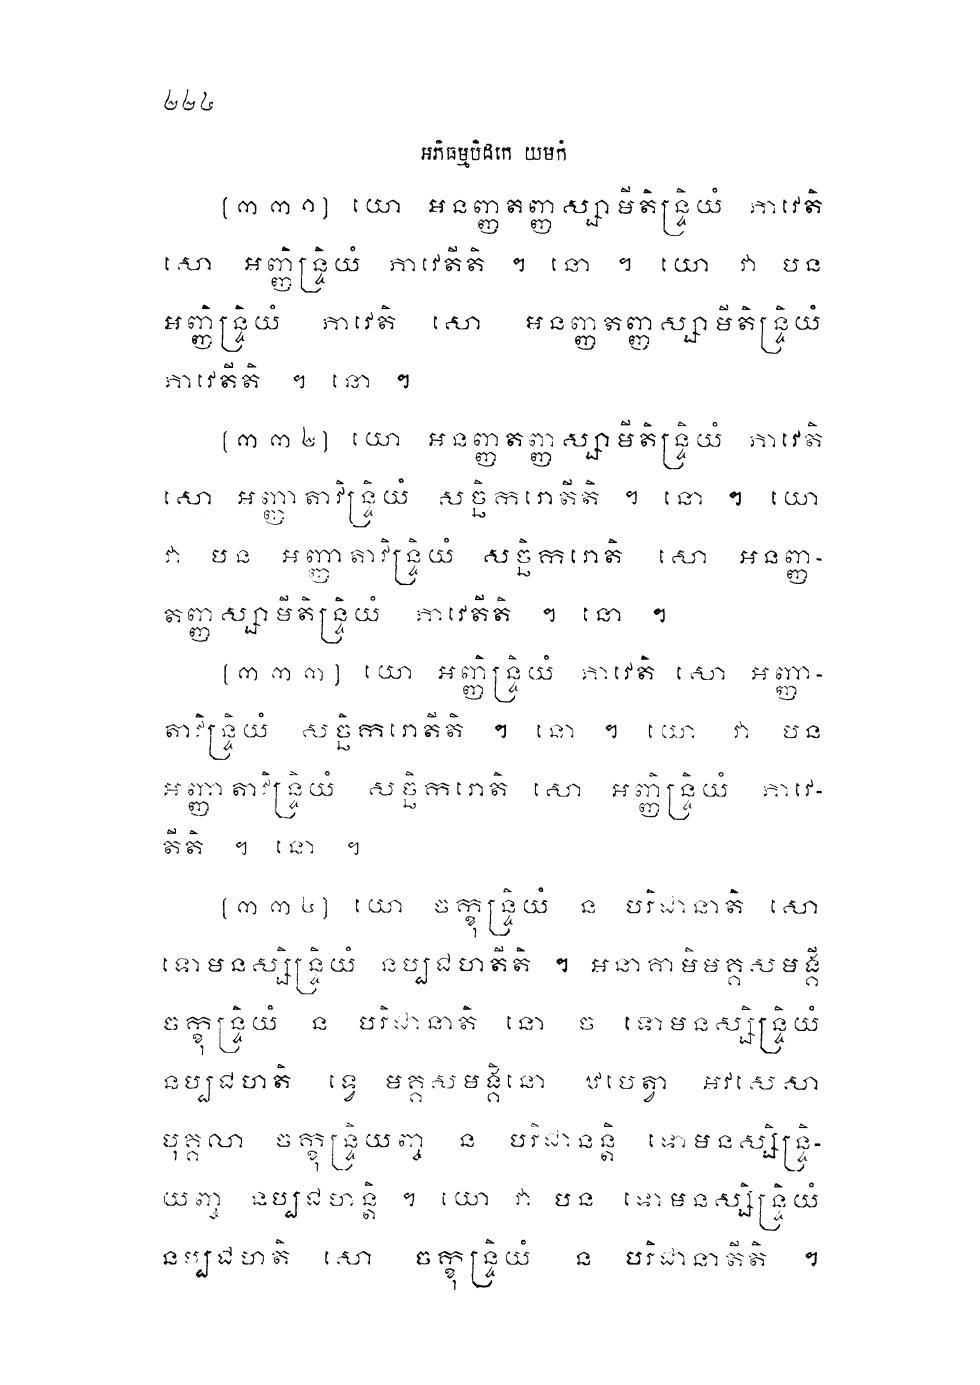 ២២៤
អភិធម្មបិដកេ យមកំ
[៣៣១] យោ អនញ្ញតញ្ញស្សាមីតិន្ទ្រិយំ ភាវេតិ
សោ អញ្ញិន្ទ្រិយំ ភាវេតីតិ ។ នោ ។ យោ វា បន
អញ្ញិន្ទ្រិយំ ភាវេតិ សោ អនញ្ញតញ្ញស្សាមីតិន្ទ្រិយំ
ភាវេតីតិ ។ នោ ។
[៣៣២] យោ អនញ្ញតញ្ញស្សាមីតិន្ទ្រិយំ ភាវេតិ
សោ អញ្ញាតាវិន្ទ្រិយំ សច្ឆិករោតីតិ ។ នោ ។ យោ
វា បន អញ្ញាតាវិន្ទ្រិយំ សច្ឆិករោតិ សោ អនញ្ញ-
តញ្ញស្សាមីតិន្ទ្រិយំ ភាវេតីតិ ។ នោ ។
[៣៣៣] យោ អញ្ញិន្ទ្រិយំ ភាវេតិ សោ អញ្ញា-
តាវិន្ទ្រិយំ សច្ឆិករោតីតិ ។ នោ ។ យោ វា បន
អញ្ញាតាវិន្ទ្រិយំ សច្ឆិករោតិ សោ អញ្ញិន្ទ្រិយំ ភាវេ-
តីតិ ។ នោ ។
[៣៣៤] យោ ចក្ខុន្ទ្រិយំ ន បរិជានាតិ សោ
ទោមនស្សិន្ទ្រិយំ នប្បជហតីតិ ។ អនាគាមិមគ្គសមង្គី
ចក្ខុន្ទ្រិយំ ន បរិជានាតិ នោ ច ទោមនស្សិន្ទ្រិយំ
នប្បជហតិ ទ្វេ មគ្គសមង្គិនោ ឋបេត្វា អវសេសា
បុគ្គលា ចក្ខុន្ទ្រិយញ្ច ន បរិជានន្តិ ទោមនស្សិន្ទ្រិ-
យញ្ច នប្បជហន្តិ ។ យោ វា បន ទោមនស្សិន្ទ្រិយំ
នប្បជហតិ សោ ចក្ខុន្ទ្រិយំ ន បរិជានាតីតិ ។